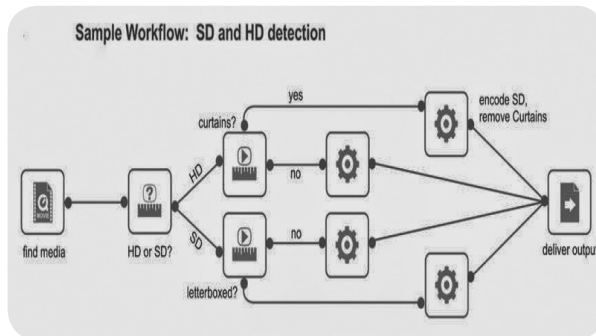 Sample Workflow: SD and HD detection
yes
encode SD,
remove Curtains
curtains?
HD
no
find media
HD or SD?
SD
no
deliver output
letterboxed?